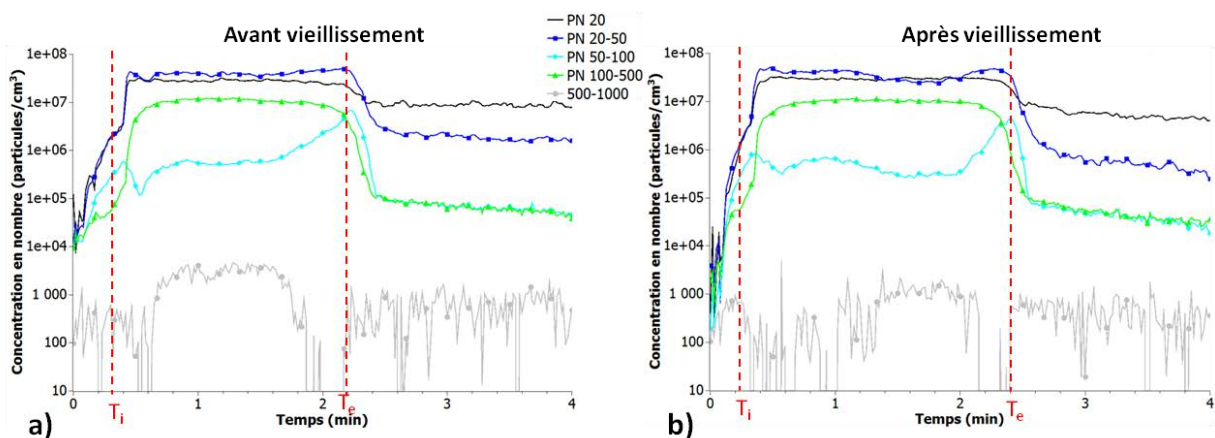 Avant vieillissement
PN 20
PN 20-50
PN 50-100
PN 100-500
500-1000
Après vieillissement
Concentration en nombre (particules/cm³)
1e+08
1e+07
1e+06
1e+05
1e+04
1 000
100
10
0
1
2
3
4
Ti
Te
Temps (min)
a)
Concentration en nombre (particules/cm³)
1e+08
1e+07
1e+06
1e+05
1e+04
1 000
100
10
0
1
2
3
4
Ti
Te
Temps (min)
b)